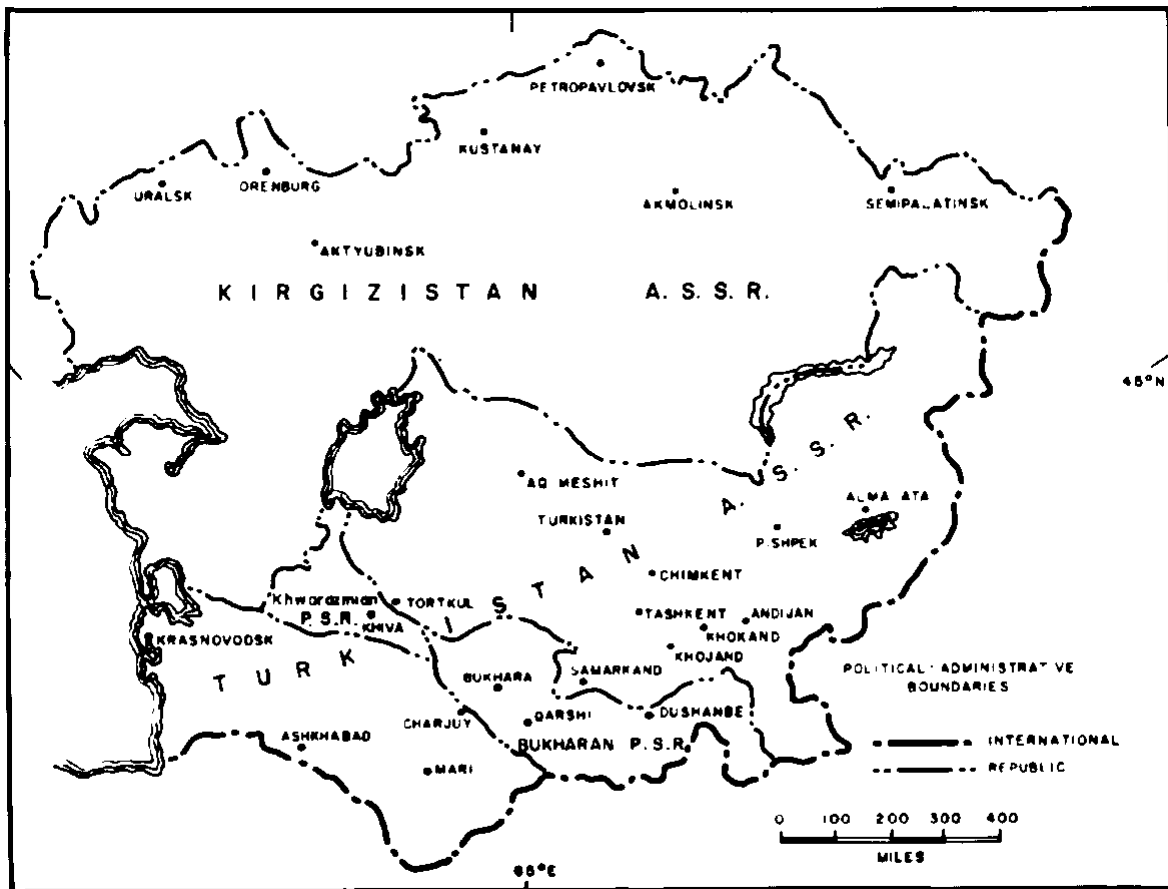 PETROPAVLOVSK
KUSTANAY
URALSK
ORENBURG
AKMOLINSK
SEMIPALATINSK
AKTYUBINSK
KIRGIZISTAN A.S.S.R.
45°N
AQ MESHIT
TURKISTAN
ALMA ATA
P.SHPEK
CHIMKENT
TURKISTAN A.S.S.R.
Khwarazmian
P.S.R.
TORTKUL
KHIVA
TASHKENT
ANDIJAN
KHOKAND
KHOJAND
KRASNOVODSK
SAMARKAND
BUKHARA
CHARJUY
QARSHI
DUSHANBE
BUKHARAN P.S.R.
ASHKHABAD
MARI
POLITICAL-ADMINISTRATIVE
BOUNDARIES
INTERNATIONAL
REPUBLIC
0 100 200 300 400
MILES
65°E